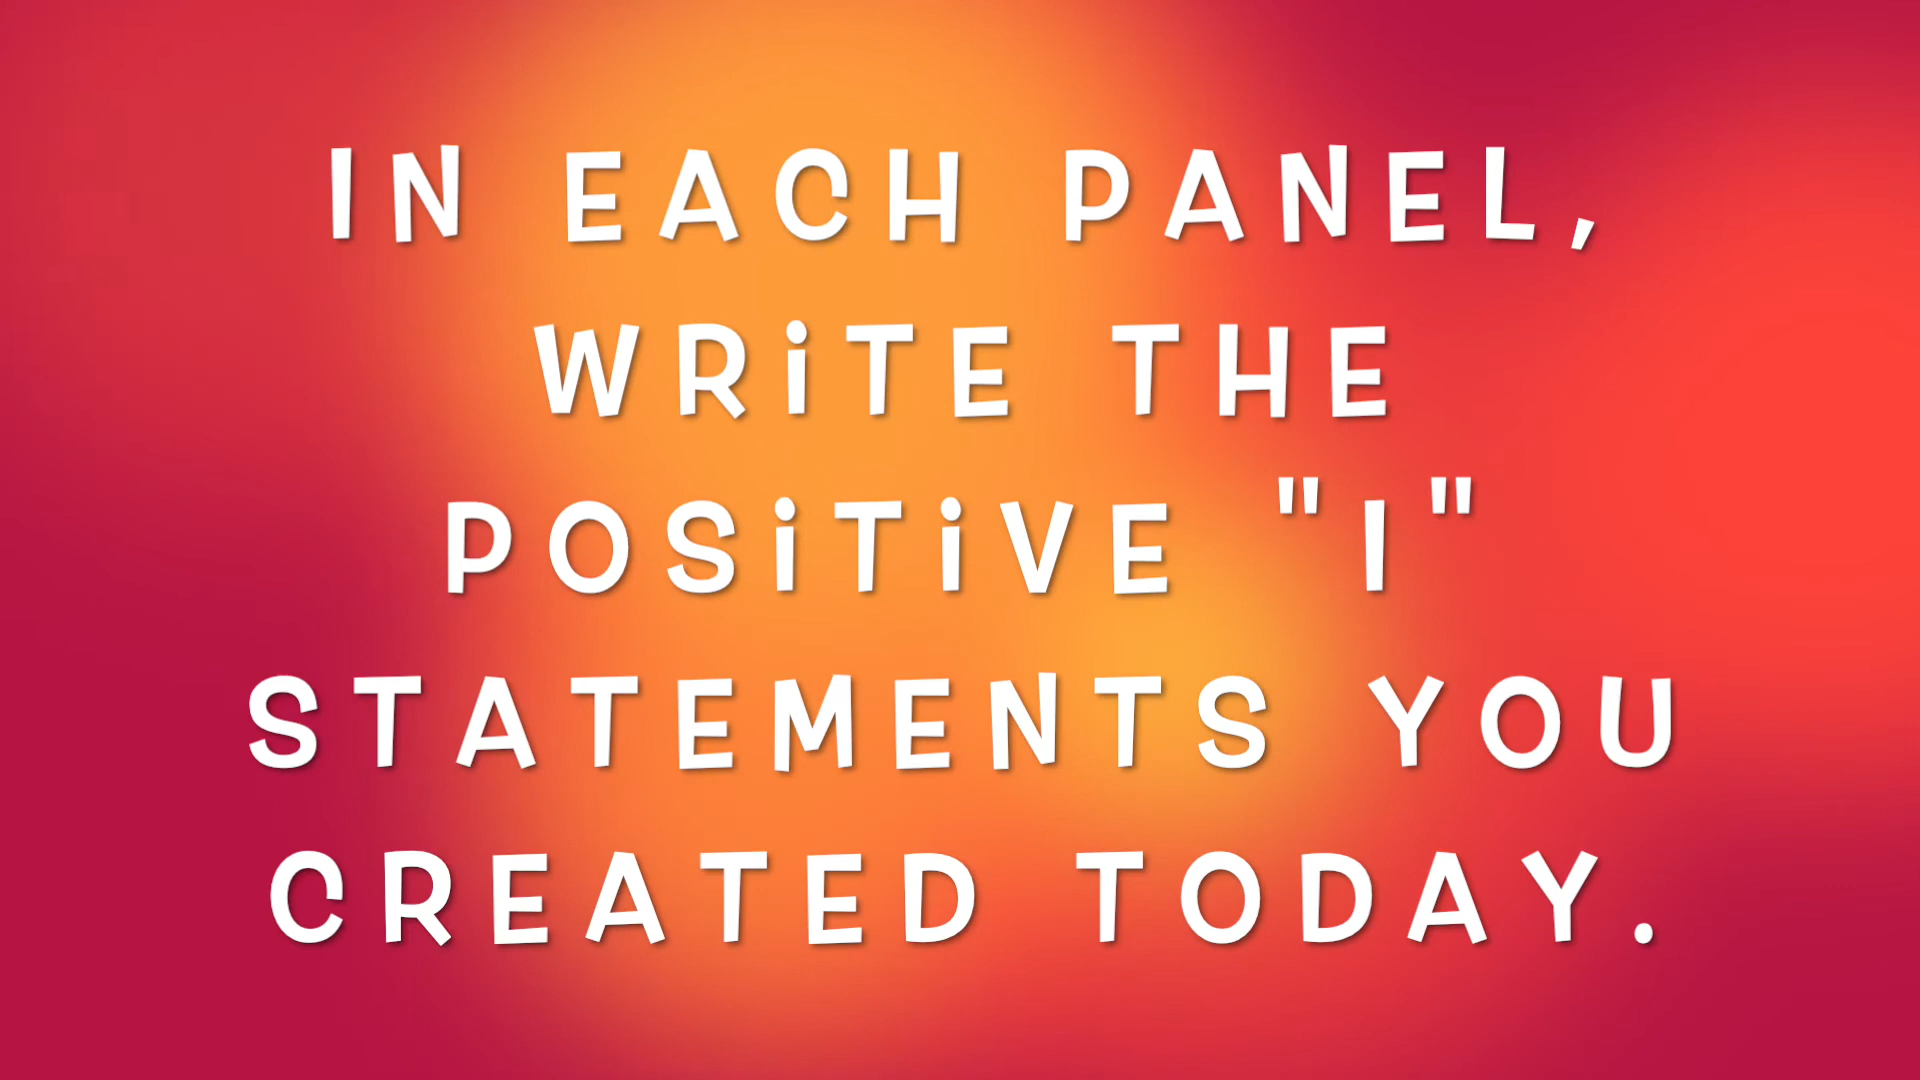 IN EACH PANEL,
WRiTE THE
POSiTiVE "I"
STATEMENTS YOU
CREATED TODAY.